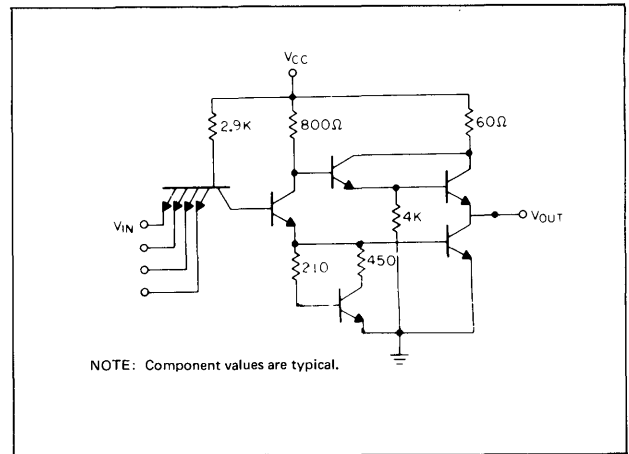 VCC
2.9K
800Ω
60Ω
VIN
4K
VOUT
210
450
NOTE: Component values are typical.